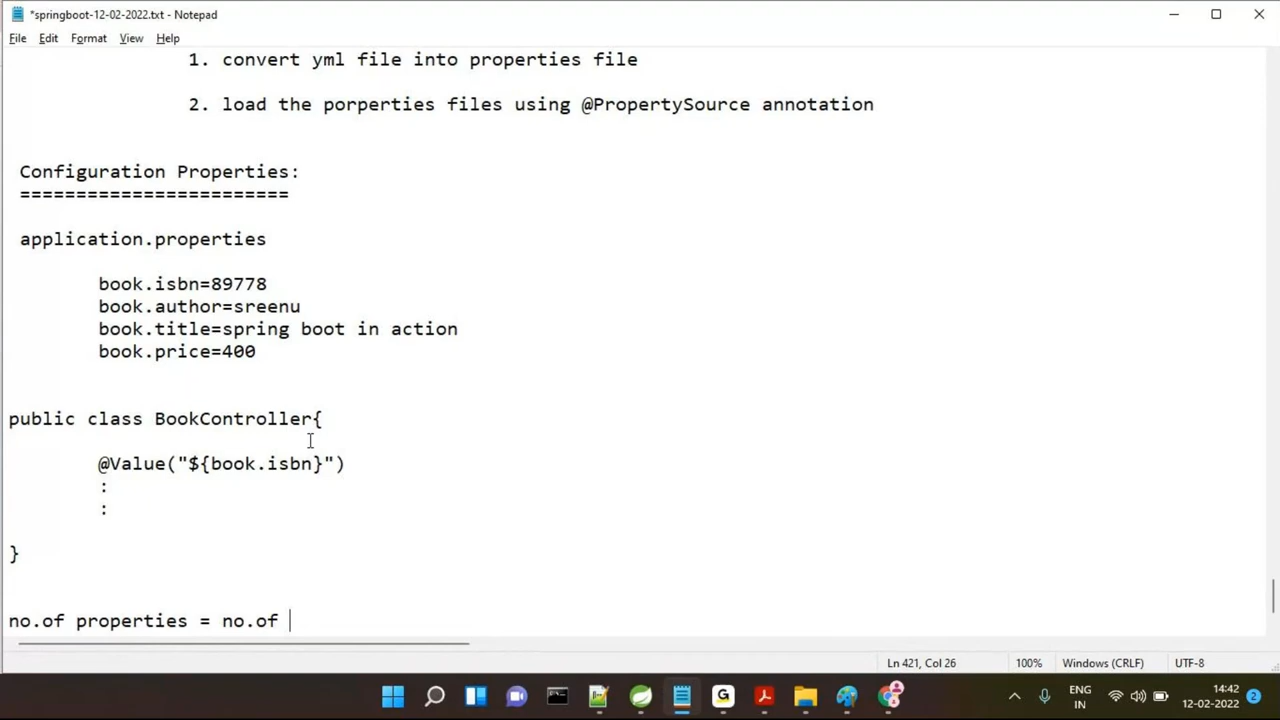 *springboot-12-02-2022.txt - Notepad
File Edit Format View Help
1. convert yml file into properties file
2. load the porperties files using @PropertySource annotation
Configuration Properties:
========================
application.properties
book.isbn=89778
book.author=sreenu
book.title=spring boot in action
book.price=400
public class BookController{
@Value("${book.isbn}")
:
:
}
no.of properties = no.of
Ln 421, Col 26 100% Windows (CRLF) UTF-8
G
ENG
IN
14:42
12-02-2022
2